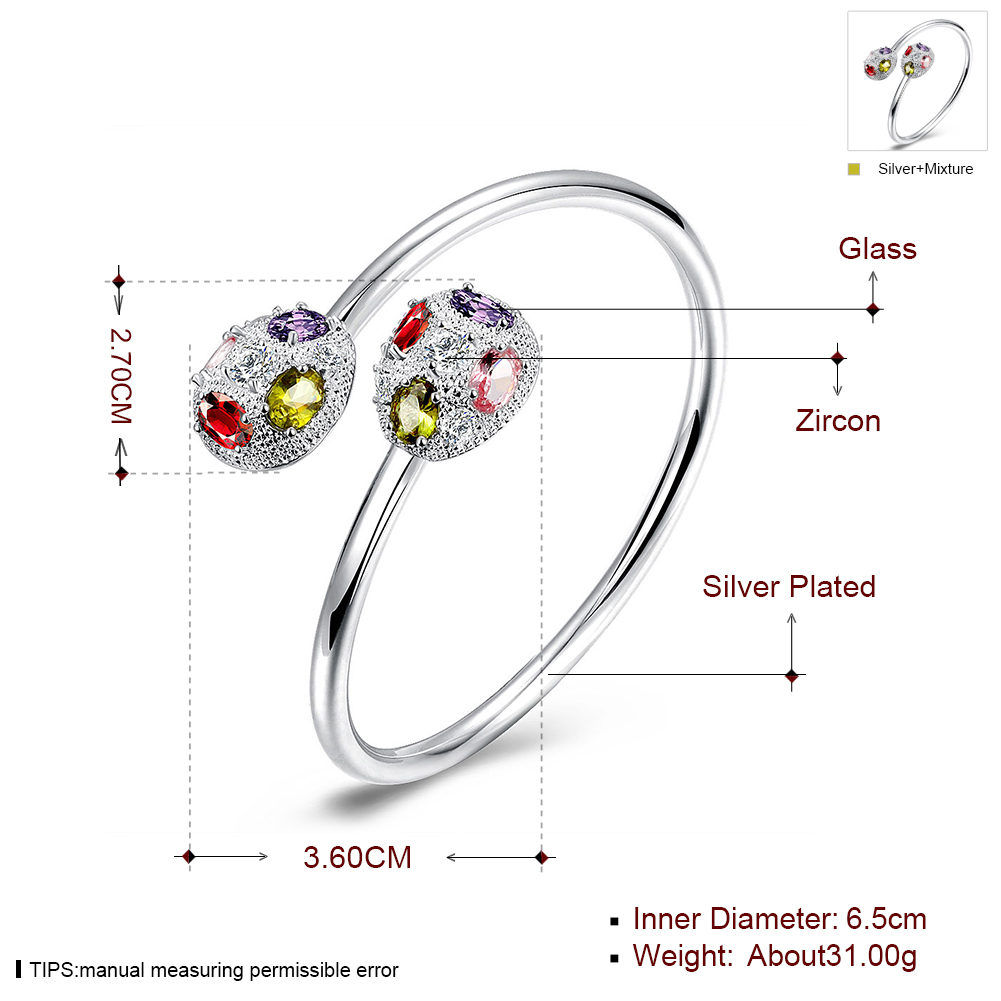 Silver+Mixture
Glass
2.70CM
Zircon
Silver Plated
3.60CM
Inner Diameter: 6.5cm
Weight: About31.00g
TIPS:manual measuring permissible error